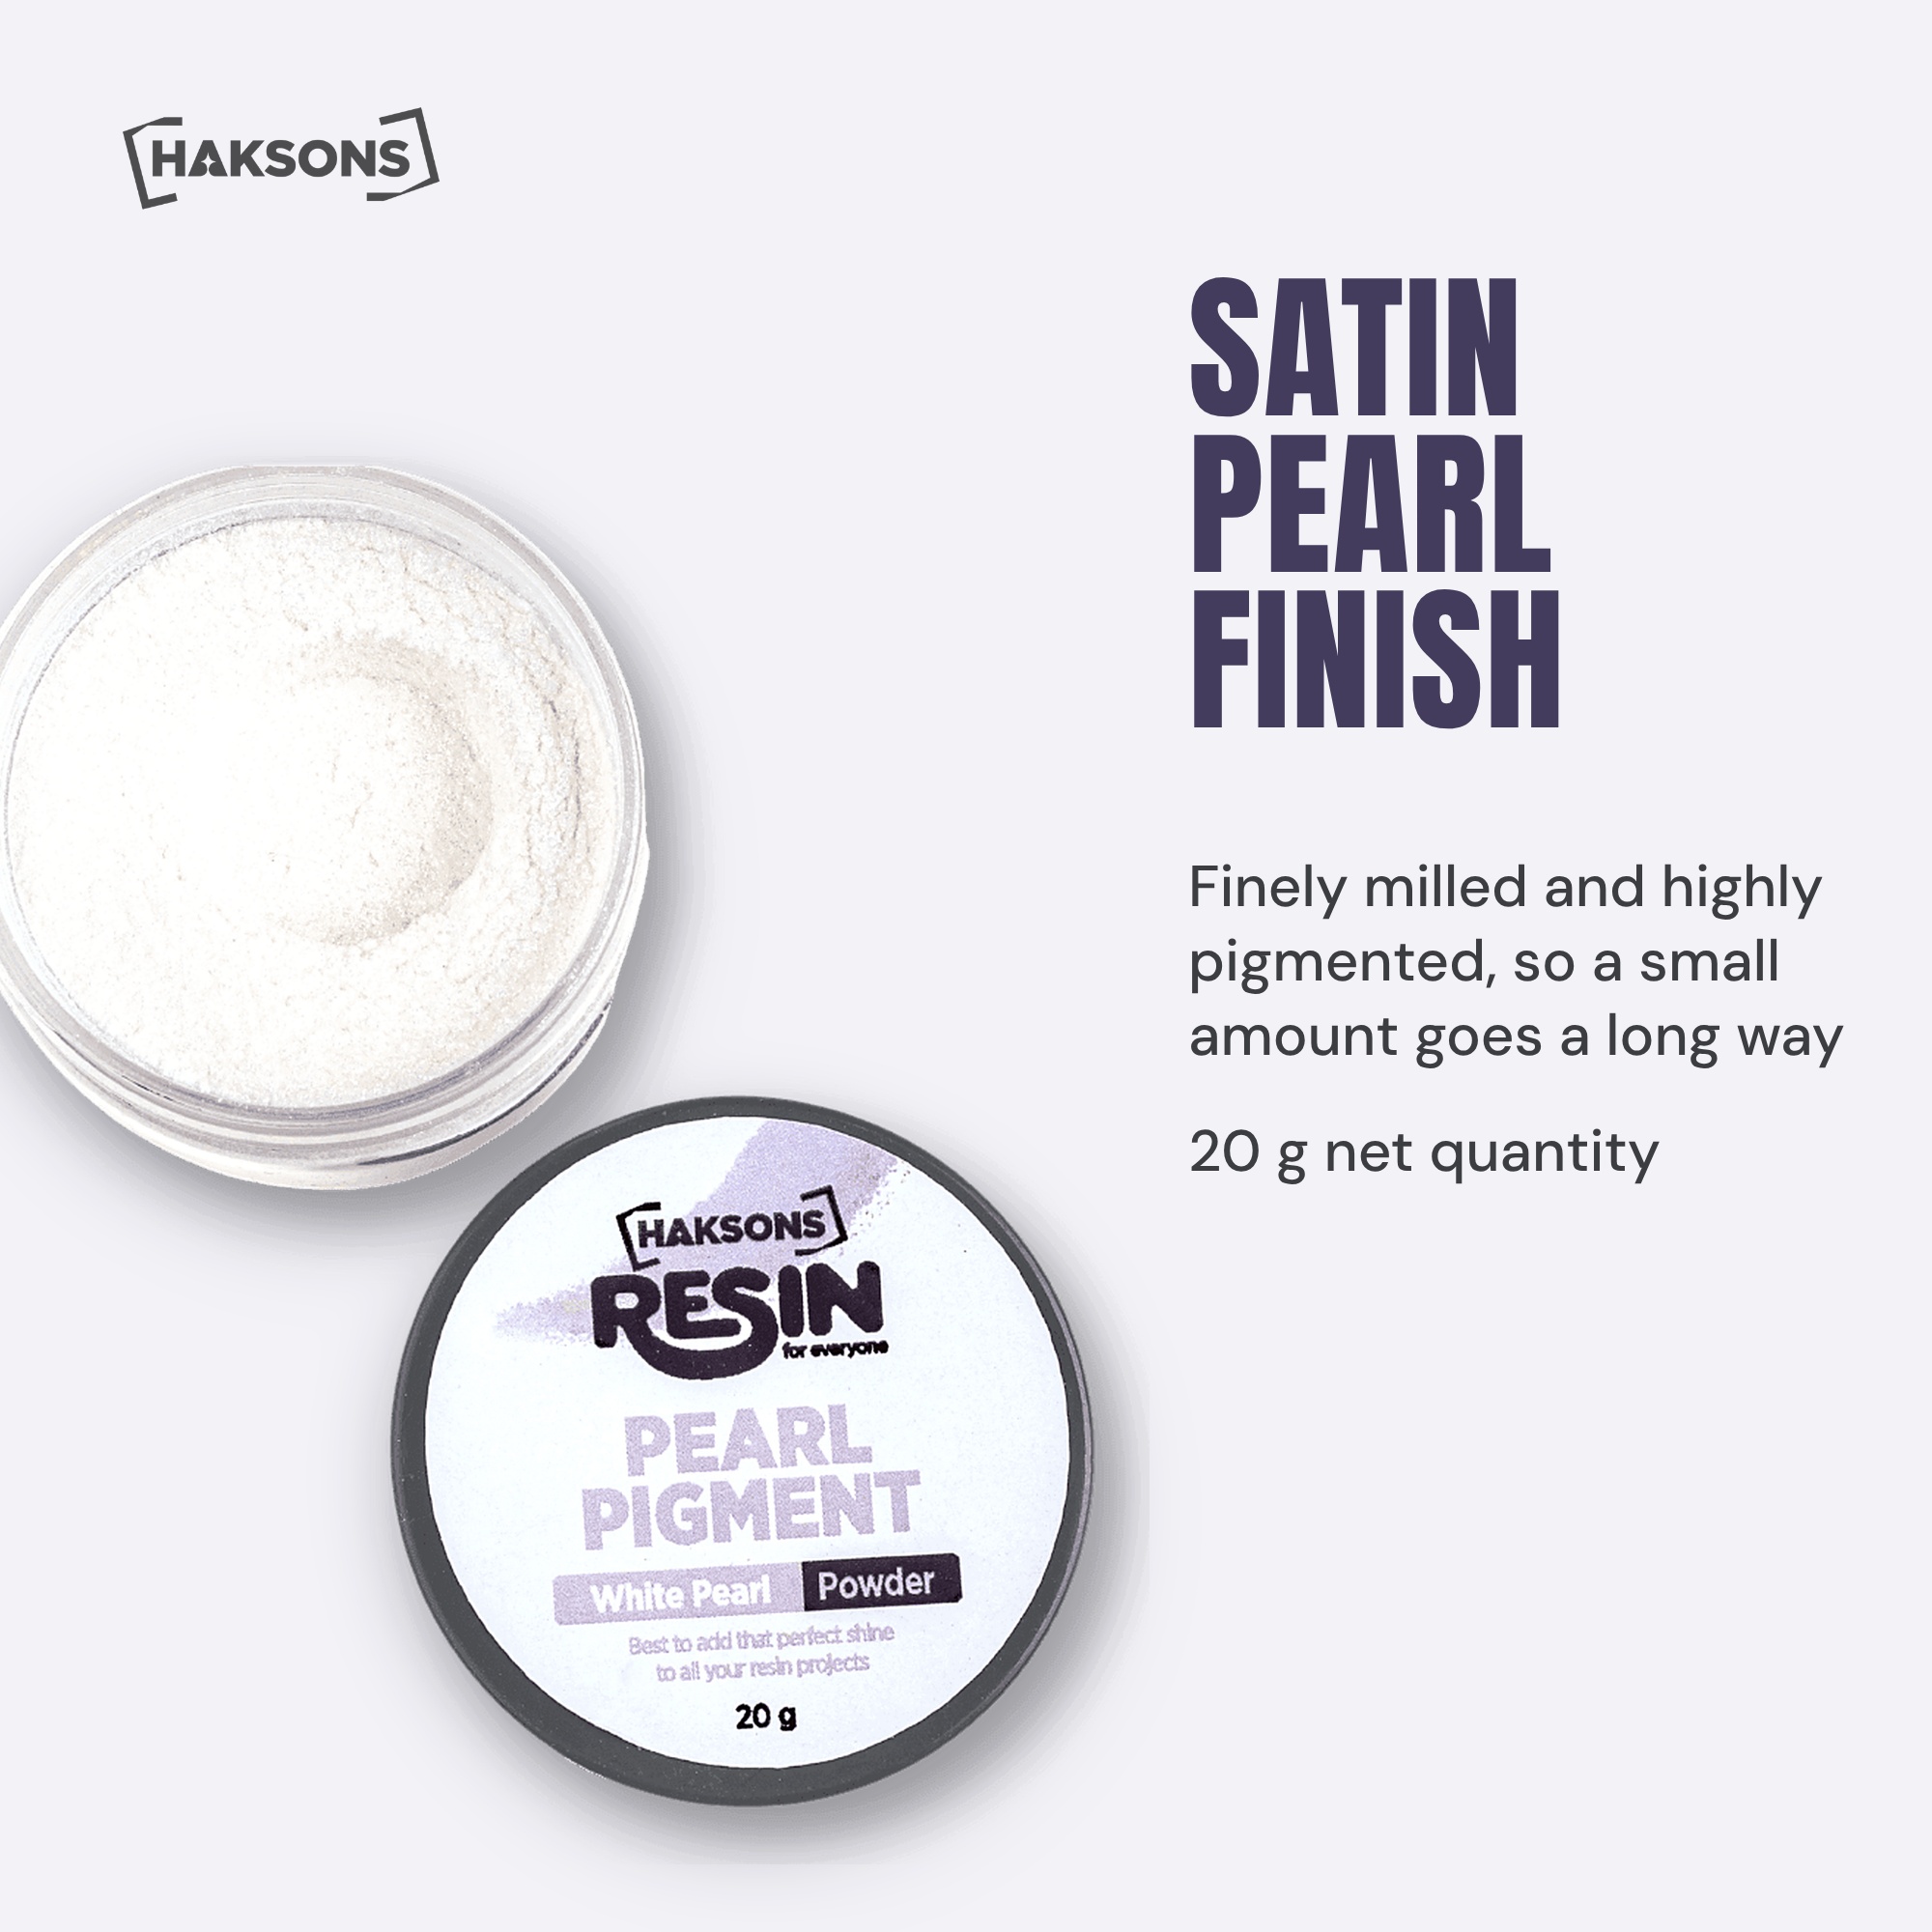 HAKSONS
SATIN
PEARL
FINISH
Finely milled and highly
pigmented, so a small
amount goes a long way
20 g net quantity
HAKSONS
RESIN
for everyone
PEARL
PIGMENT
White Pearl Powder
Best to add that perfect shine
to all your resin projects
20 g